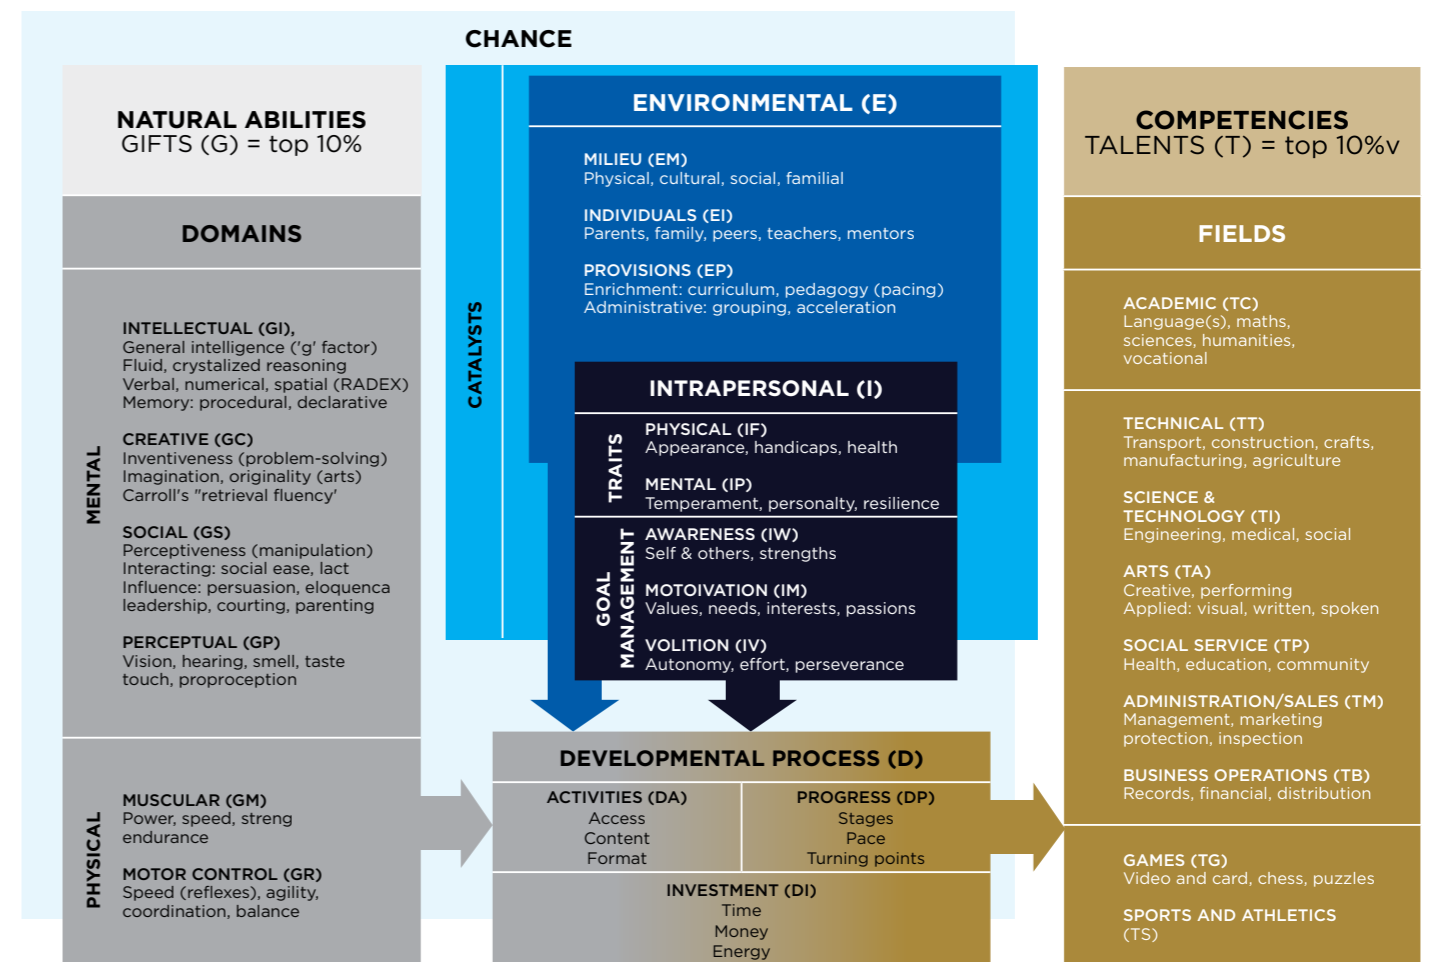 CHANCE
NATURAL ABILITIES
GIFTS (G) = top 10%
DOMAINS
MENTAL
INTELLECTUAL (GI),
General intelligence ('g' factor)
Fluid, crystalized reasoning
Verbal, numerical, spatial (RADEX)
Memory: procedural, declarative
CREATIVE (GC)
Inventiveness (problem-solving)
Imagination, originality (arts)
Carroll's "retrieval fluency'
SOCIAL (GS)
Perceptiveness (manipulation)
Interacting: social ease, lact
Influence: persuasion, eloquenca
leadership, courting, parenting
PERCEPTUAL (GP)
Vision, hearing, smell, taste
touch, proproception
PHYSICAL
MUSCULAR (GM)
Power, speed, streng
endurance
MOTOR CONTROL (GR)
Speed (reflexes), agility,
coordination, balance
CATALYSTS
ENVIRONMENTAL (E)
MILIEU (EM)
Physical, cultural, social, familial
INDIVIDUALS (EI)
Parents, family, peers, teachers, mentors
PROVISIONS (EP)
Enrichment: curriculum, pedagogy (pacing)
Administrative: grouping, acceleration
INTRAPERSONAL (I)
TRAITS
PHYSICAL (IF)
Appearance, handicaps, health
MENTAL (IP)
Temperament, personalty, resilience
GOAL
MANAGEMENT
AWARENESS (IW)
Self & others, strengths
MOTOIVATION (IM)
Values, needs, interests, passions
VOLITION (IV)
Autonomy, effort, perseverance
DEVELOPMENTAL PROCESS (D)
ACTIVITIES (DA)
Access
Content
Format
PROGRESS (DP)
Stages
Pace
Turning points
INVESTMENT (DI)
Time
Money
Energy
COMPETENCIES
TALENTS (T) = top 10%v
FIELDS
ACADEMIC (TC)
Language(s), maths,
sciences, humanities,
vocational
TECHNICAL (TT)
Transport, construction, crafts,
manufacturing, agriculture
SCIENCE &
TECHNOLOGY (TI)
Engineering, medical, social
ARTS (TA)
Creative, performing
Applied: visual, written, spoken
SOCIAL SERVICE (TP)
Health, education, community
ADMINISTRATION/SALES (TM)
Management, marketing
protection, inspection
BUSINESS OPERATIONS (TB)
Records, financial, distribution
GAMES (TG)
Video and card, chess, puzzles
SPORTS AND ATHLETICS
(TS)